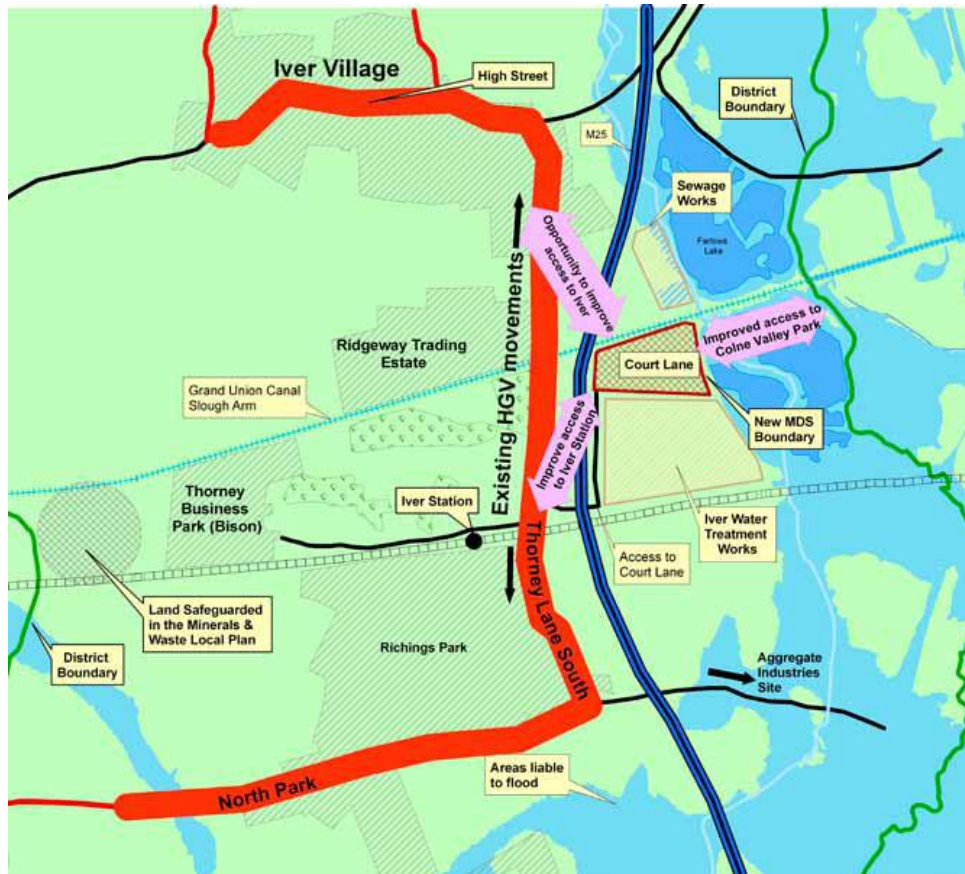 Iver Village
High Street
District
Boundary
M25
Sewage
Works
Farlows
Lake
Opportunity to improve
access to Iver
Existing HGV movements
Improved access to
Colne Valley Park
Ridgeway Trading
Estate
Court Lane
Grand Union Canal
Slough Arm
New MDS
Boundary
Improve access
to Iver Station
Thorney
Business
Park (Bison)
Iver Station
Iver Water
Treatment
Works
Access to
Court Lane
Thorney Lane South
Land Safeguarded
in the Minerals &
Waste Local Plan
Richings Park
District
Boundary
Aggregate
Industries
Site
Areas liable
to flood
North Park